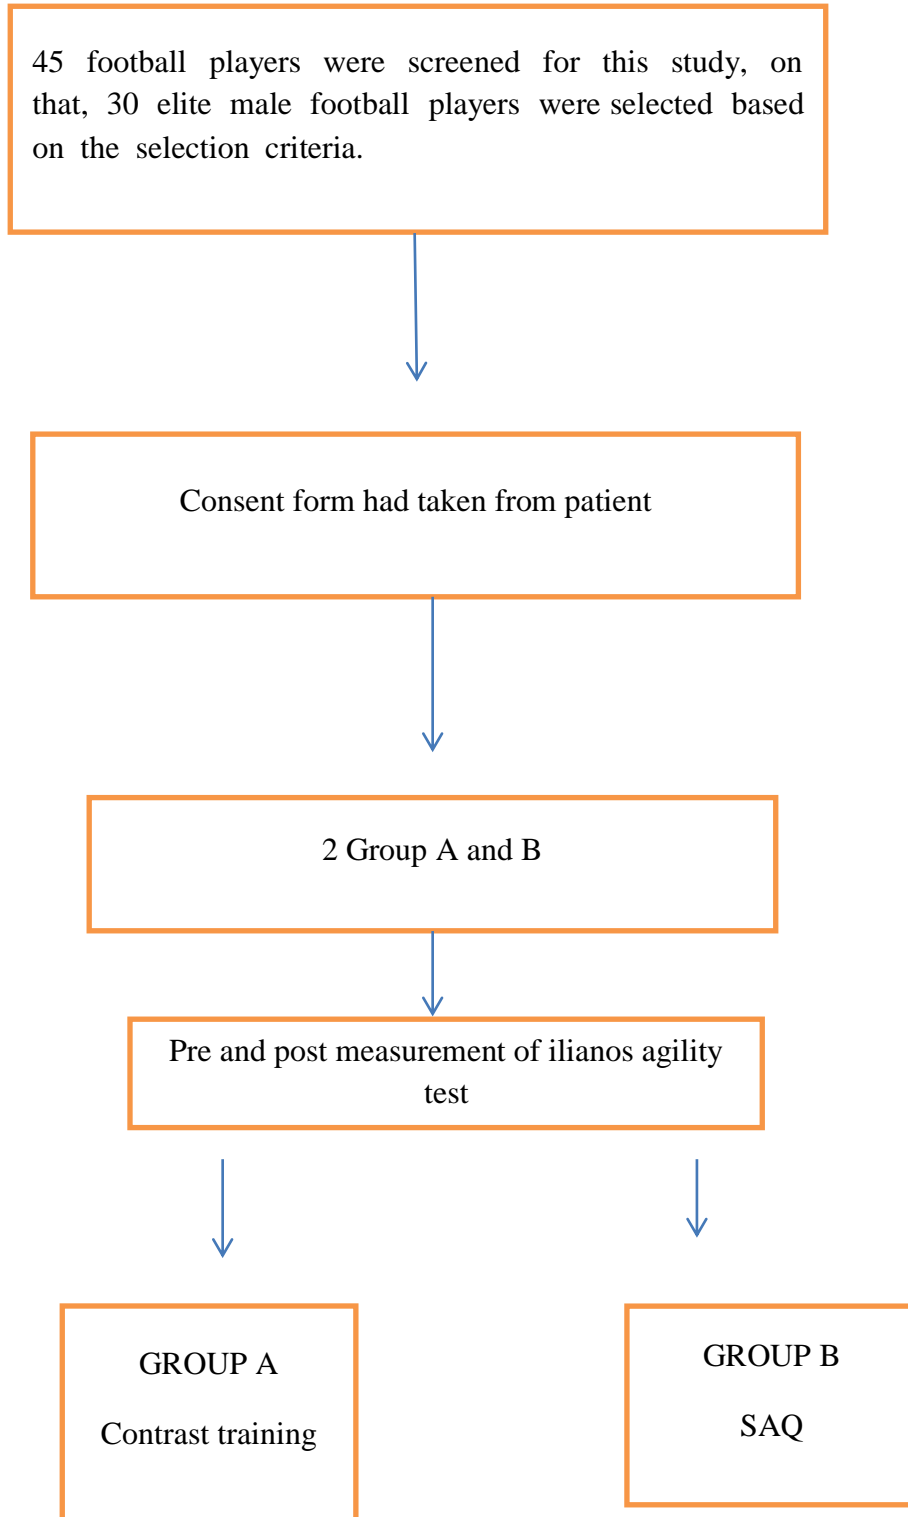 45 football players were screened for this study, on
that, 30 elite male football players were selected based
on the selection criteria.
Consent form had taken from patient
2 Group A and B
Pre and post measurement of ilianos agility
test
GROUP A
Contrast training
GROUP B
SAQ